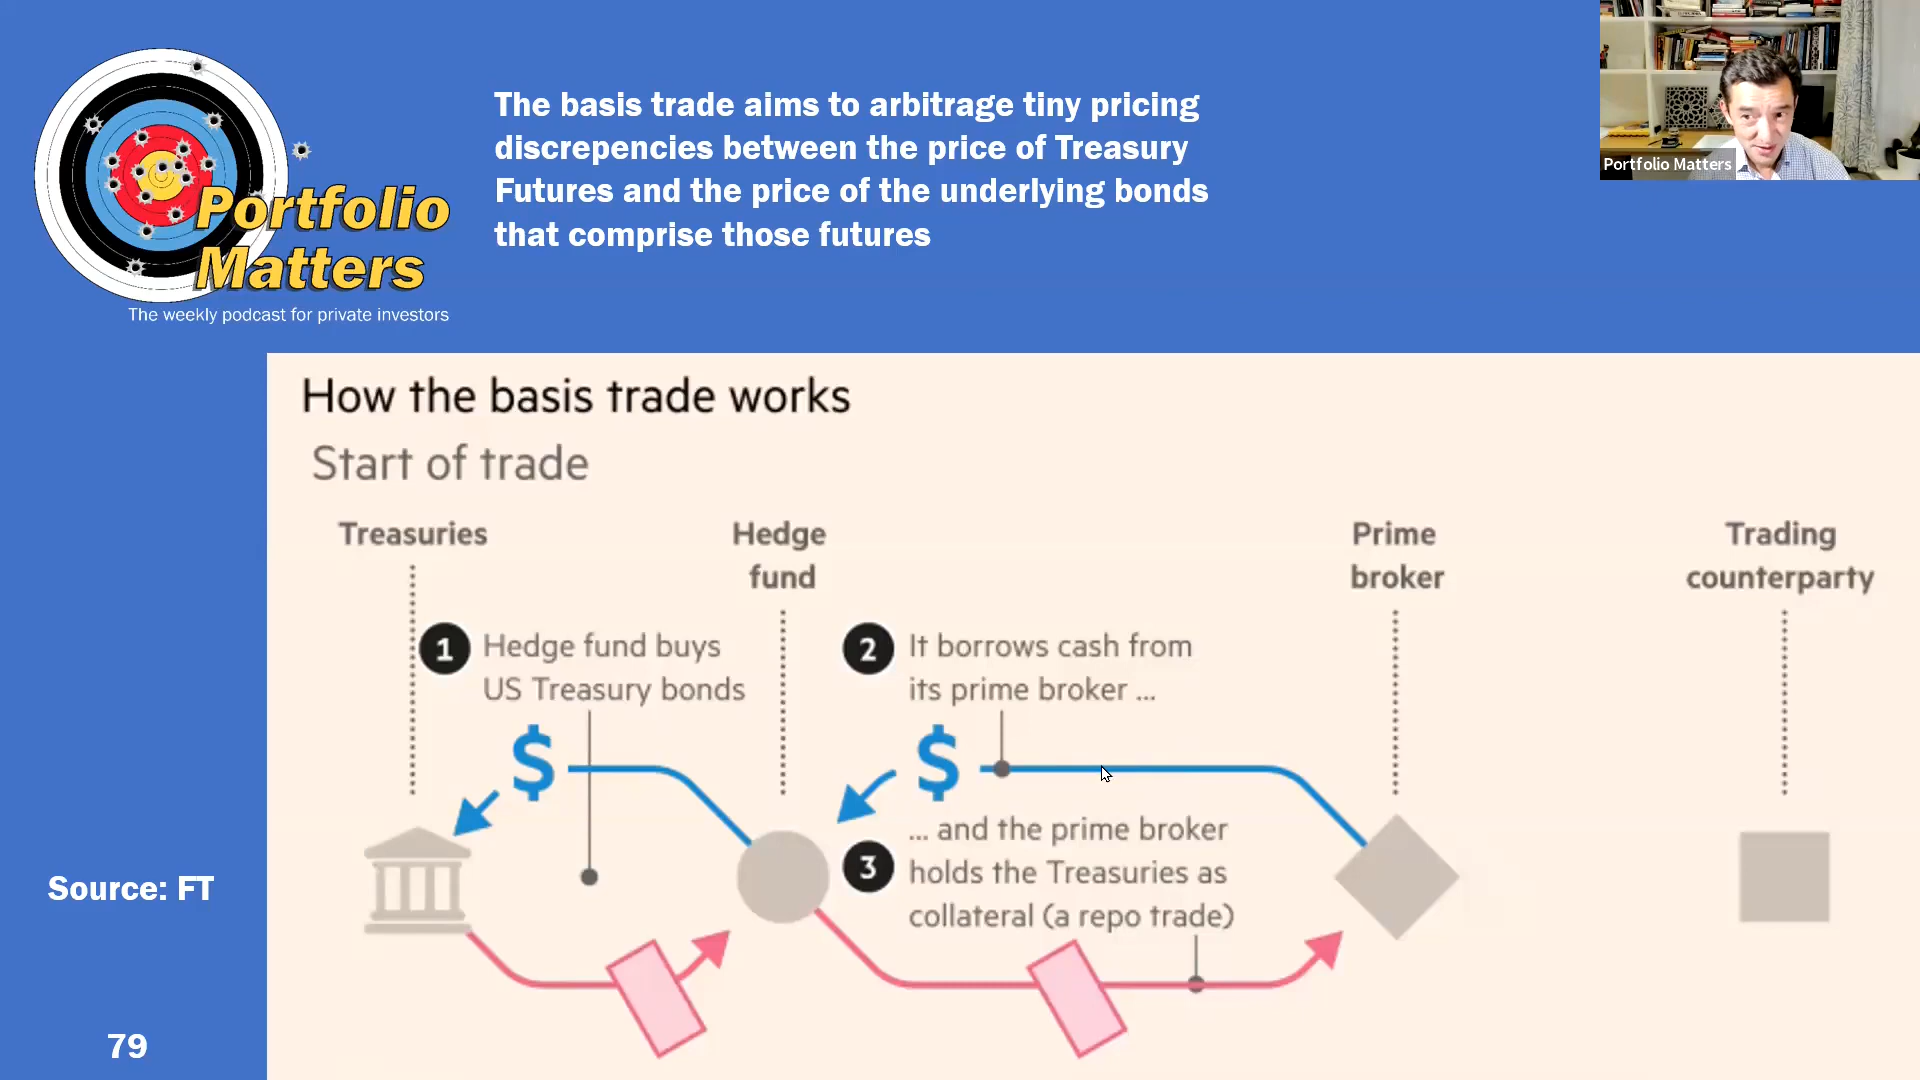 Portfolio
Matters
The weekly podcast for private investors
The basis trade aims to arbitrage tiny pricing
discrepencies between the price of Treasury
Futures and the price of the underlying bonds
that comprise those futures
Portfolio Matters
How the basis trade works
Start of trade
Treasuries
Hedge
fund
Prime
broker
Trading
counterparty
1 Hedge fund buys
US Treasury bonds
2 It borrows cash from
its prime broker ...
$
$
3 ... and the prime broker
holds the Treasuries as
collateral (a repo trade)
Source: FT
79